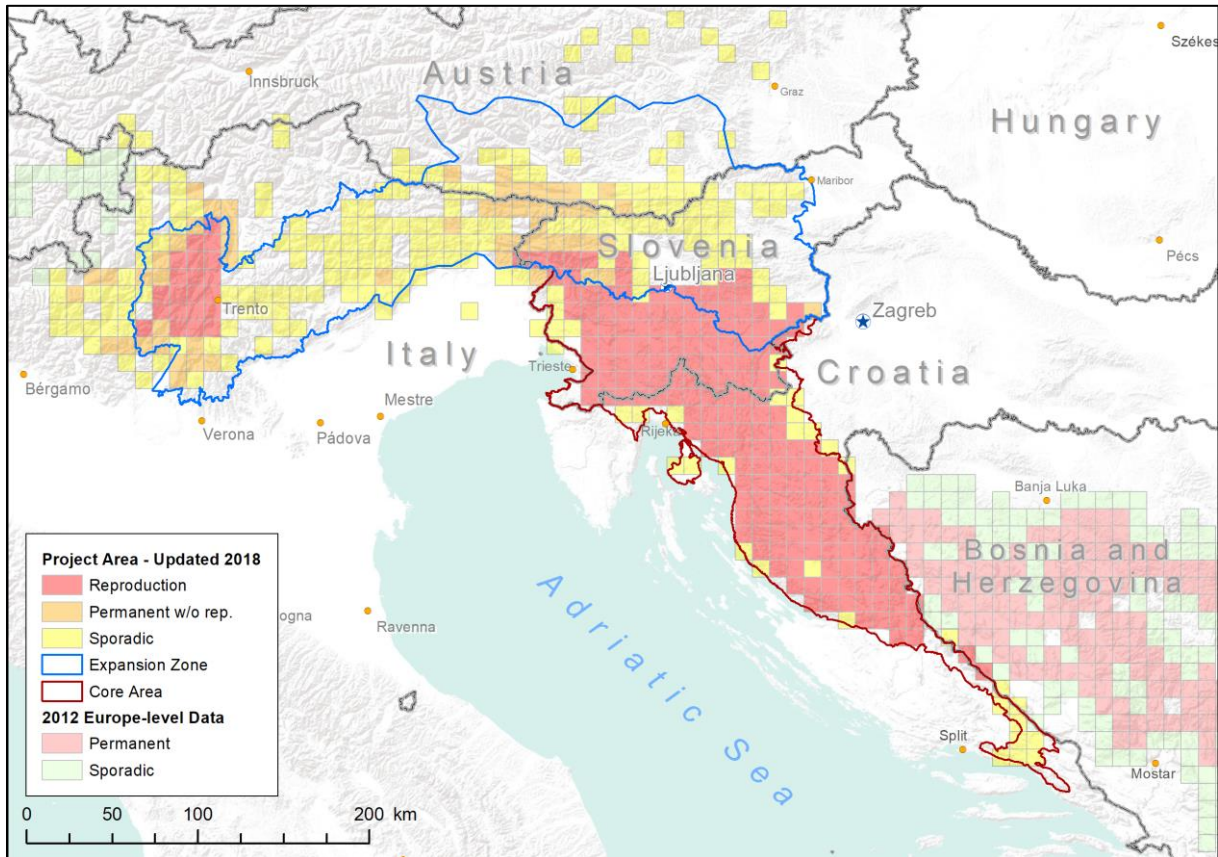 Austria
Innsbruck
Graz
Székes
Hungary
Maribor
Pécs
Slovenia
Ljubljana
Trento
Zagreb
Italy
Croatia
Trieste
Bérgamo
Mestre
Verona
Pádova
Rijeka
Banja Luka
Bosnia and
Herzegovina
Project Area - Updated 2018
Reproduction
Permanent w/o rep.
Sporadic
Expansion Zone
Core Area
2012 Europe-level Data
Permanent
Sporadic
ogna
Ravenna
Adriatic Sea
Split
Mostar
0 50 100 200 km